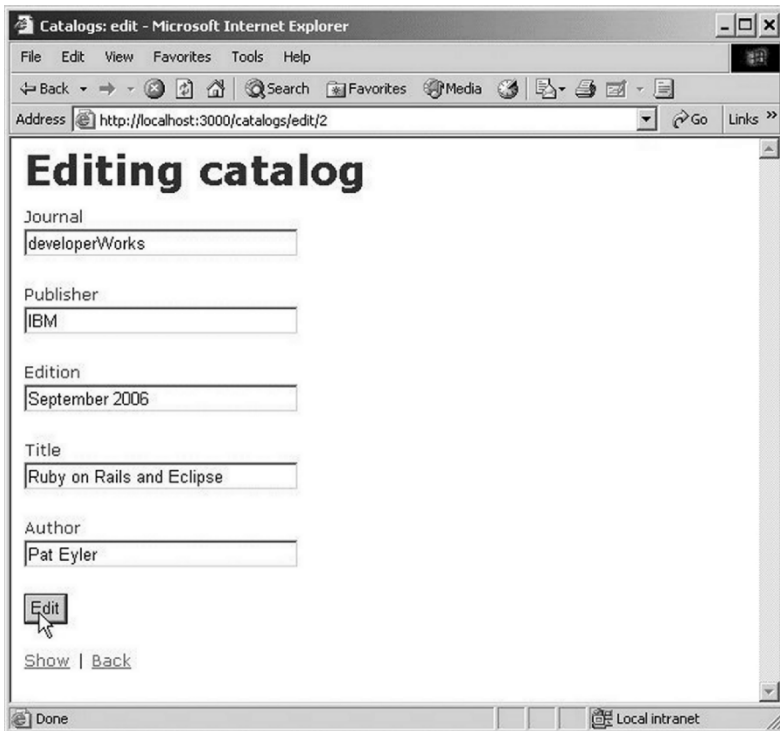 Catalogs: edit - Microsoft Internet Explorer
File Edit View Favorites Tools Help
Back Search Favorites Media
Address http://localhost:3000/catalogs/edit/2 Go Links »
Editing catalog
Journal
developerWorks
Publisher
IBM
Edition
September 2006
Title
Ruby on Rails and Eclipse
Author
Pat Eyler
Edit
Show | Back
Done Local intranet